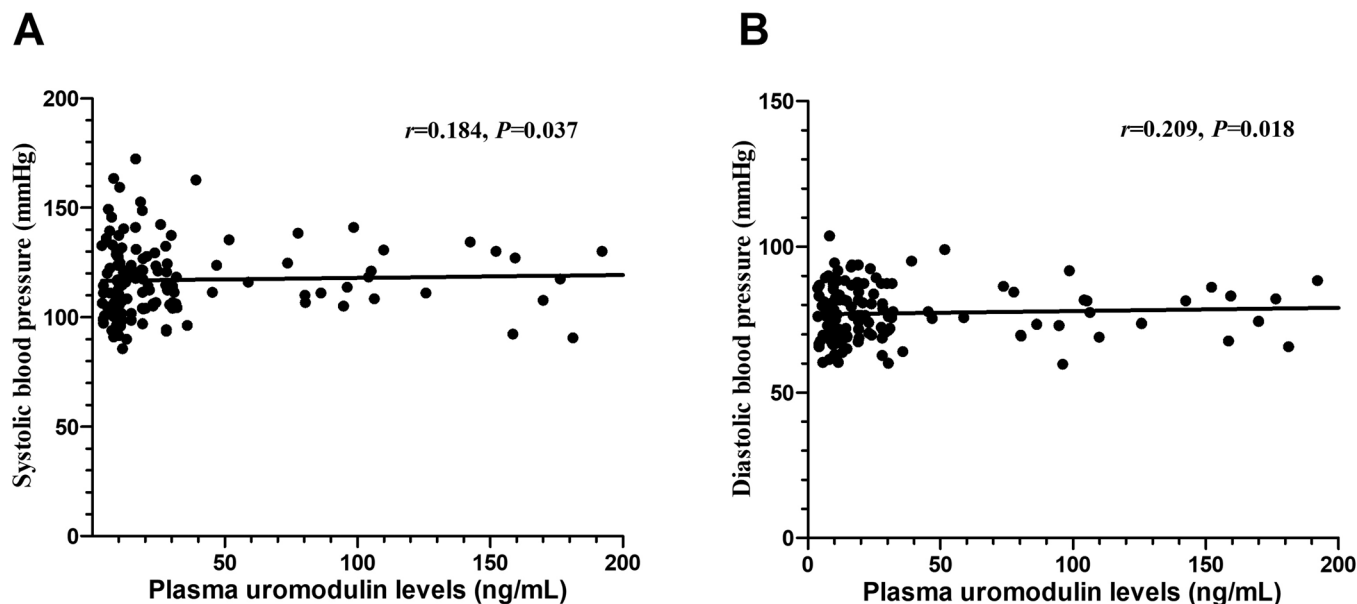 A
r=0.184, P=0.037
Systolic blood pressure (mmHg)
200
150
100
50
0
50
100
150
200
Plasma uromodulin levels (ng/mL)
B
r=0.209, P=0.018
Diastolic blood pressure (mmHg)
150
100
50
0
0
50
100
150
200
Plasma uromodulin levels (ng/mL)